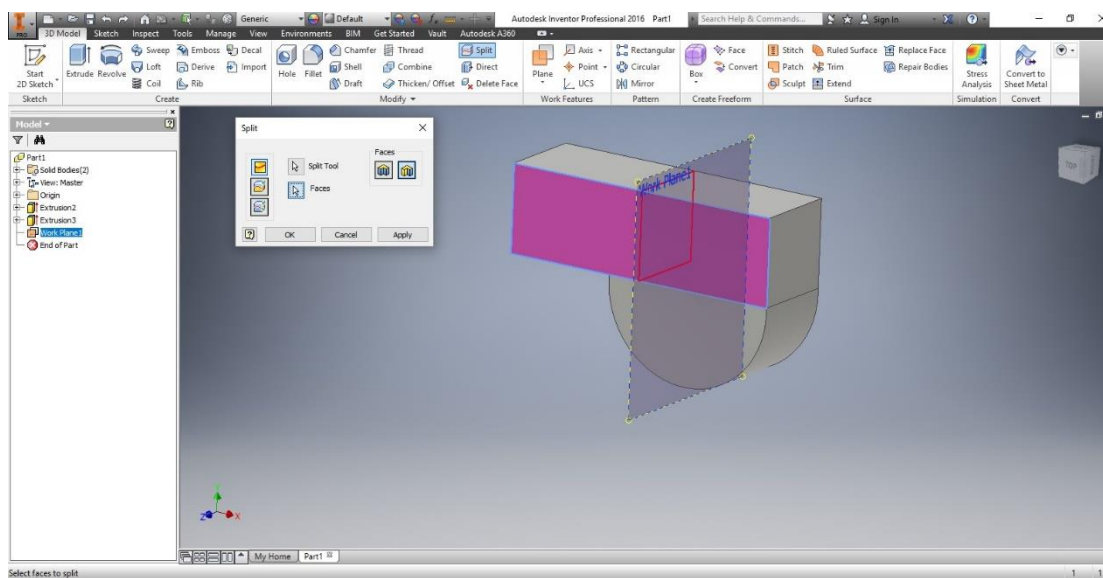 PRO
Generic
Default
Autodesk Inventor Professional 2016 Part1
Search Help & Commands...
Sign In
3D Model Sketch Inspect Tools Manage View Environments BIM Get Started Vault Autodesk A360
Start
2D Sketch
Extrude Revolve
Sweep Emboss Decal
Loft Derive Import
Coil Rib
Hole Fillet
Chamfer Thread Split
Shell Combine Direct
Draft Thicken/ Offset Delete Face
Plane
Axis
Point
UCS
Rectangular
Circular
Mirror
Box
Face
Convert
Stitch Ruled Surface Replace Face
Patch Trim Repair Bodies
Sculpt Extend
Stress
Analysis
Convert to
Sheet Metal
Sketch Create Modify Work Features Pattern Create Freeform Surface Simulation Convert
Model
Part1
Solid Bodies(2)
View: Master
Origin
Extrusion2
Extrusion3
Work Plane1
End of Part
Split
Split Tool
Faces
Faces
OK Cancel Apply
Work Plane1
TOP
Y
Z X
My Home Part1
Select faces to split
1 1